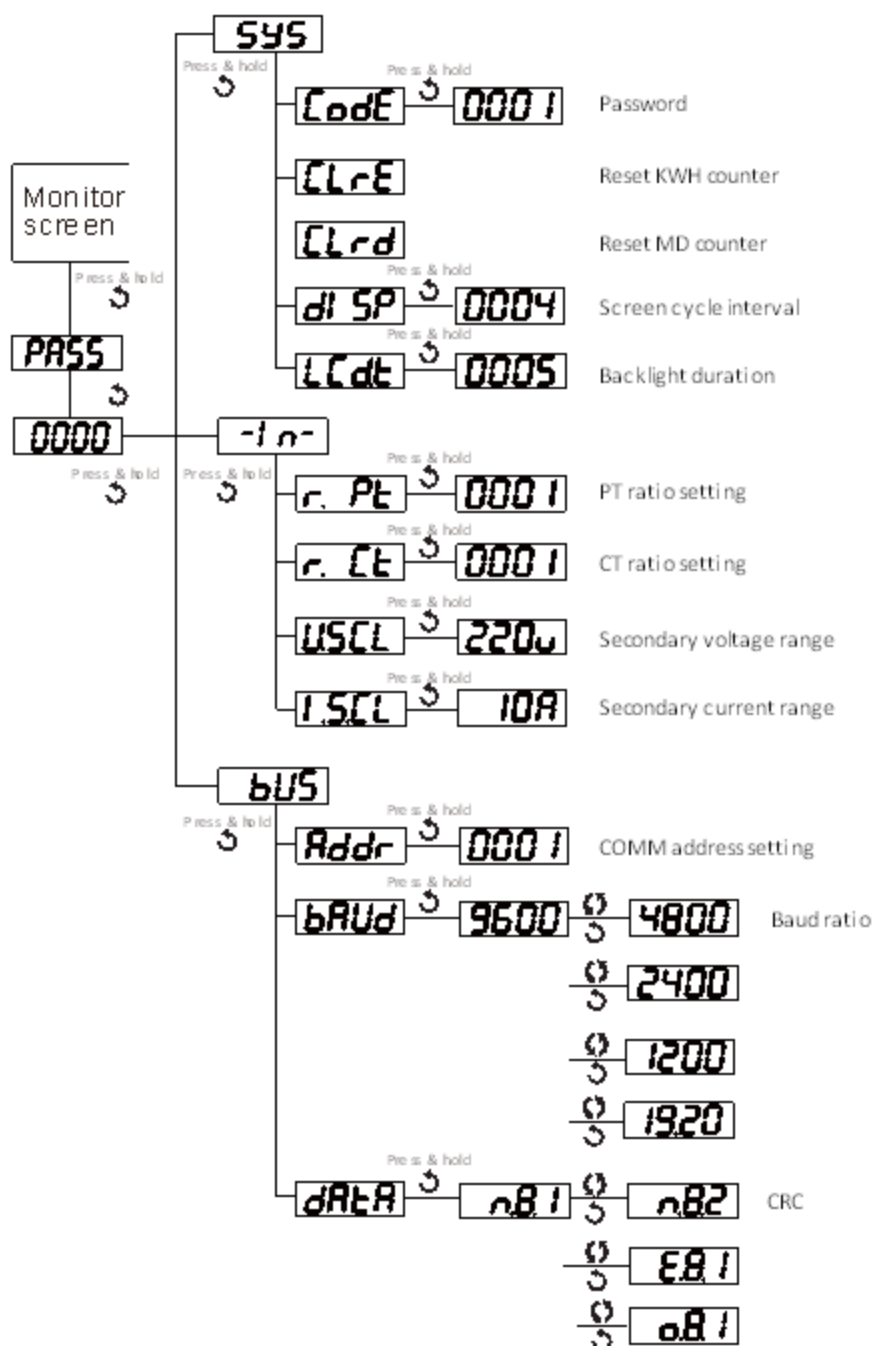 SYS
Press & hold
Press & hold
CodE 0001 Password
CLrE Reset KWH counter
Monitor
screen
CLrd Reset MD counter
Press & hold
Press & hold
dISP 0004 Screen cycle interval
Press & hold
PASS
LCd.t 0005 Backlight duration
0000 -In-
Press & hold Press & hold Press & hold
r. Pt 0001 PT ratio setting
Press & hold
r. Ct 0001 CT ratio setting
Press & hold
U.SCL 220v Secondary voltage range
Press & hold
I.S.CL 10A Secondary current range
bUS
Press & hold
Press & hold
Addr 0001 COMM address setting
Press & hold
bAUd 9600 4800 Baud ratio
2400
1200
19.20
Press & hold
dAtA n.8.1 n.8.2 CRC
E.8.1
o.8.1